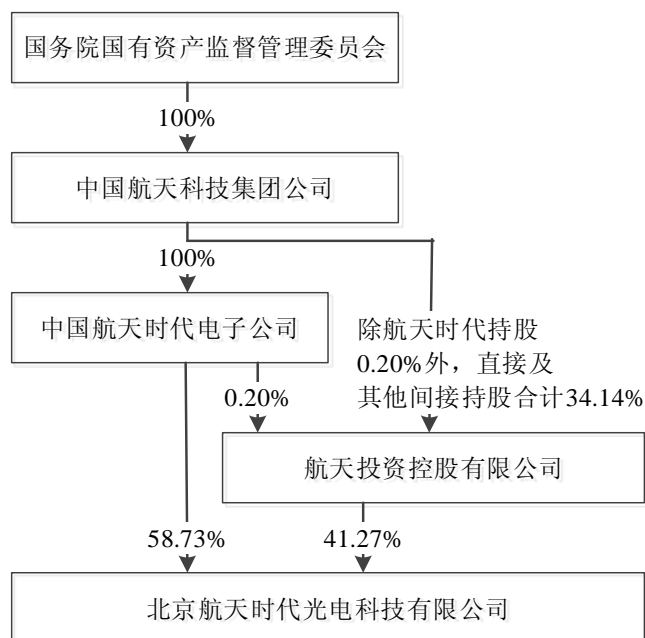 国务院国有资产监督管理委员会
100%
中国航天科技集团公司
100%
中国航天时代电子公司
除航天时代持股
0.20%外，直接及
其他间接持股合计34.14%
0.20%
航天投资控股有限公司
58.73%
41.27%
北京航天时代光电科技有限公司